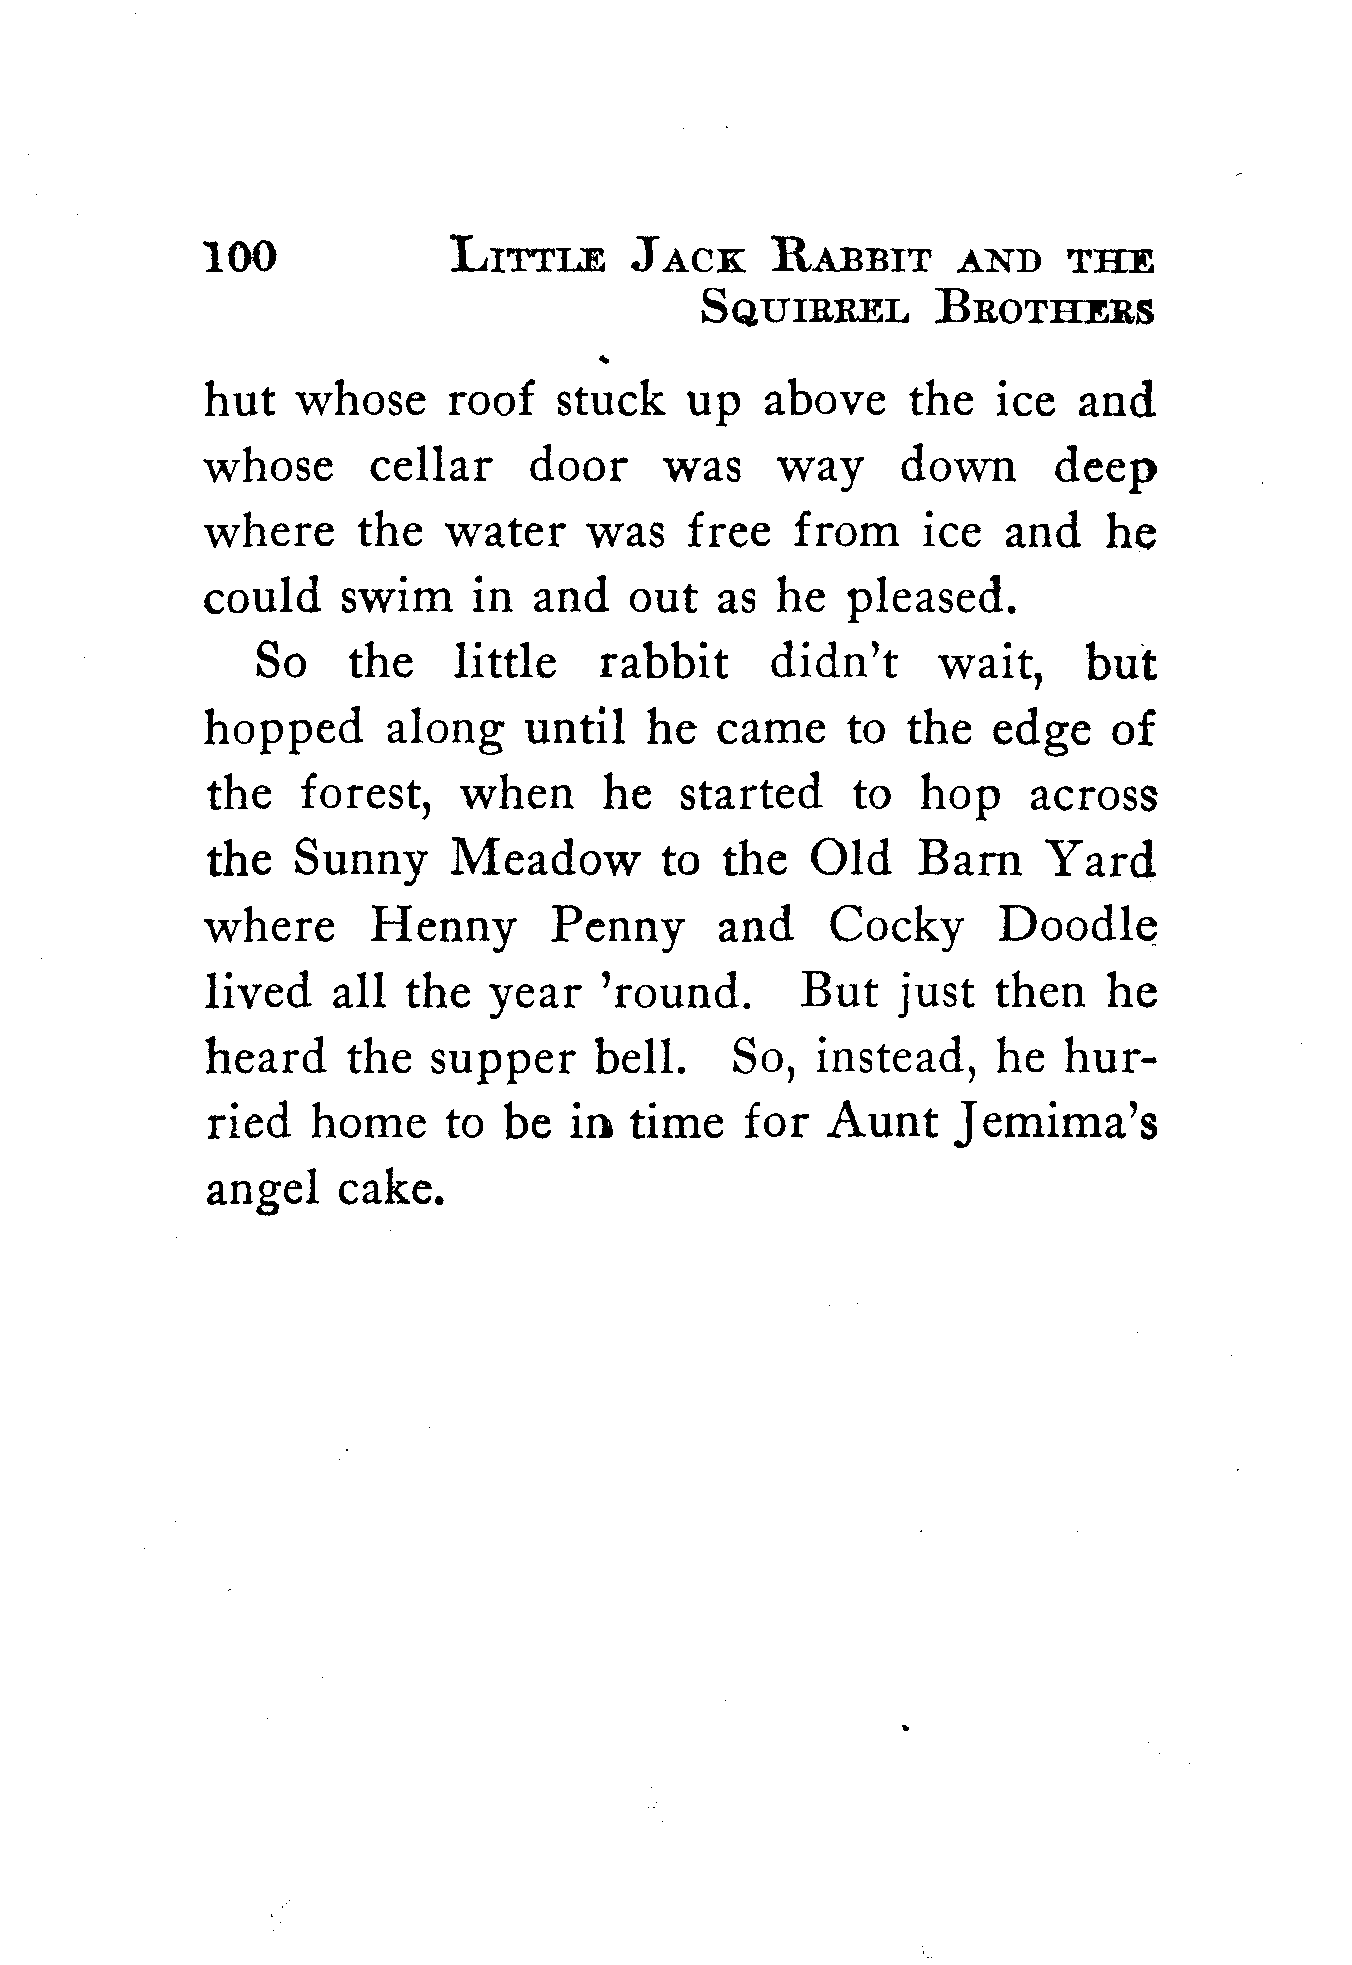 100 LITTLE JACK RABBIT AND THE
SQUIRREL BROTHERS
hut whose roof stuck up above the ice and
whose cellar door was way down deep
where the water was free from ice and he
could swim in and out as he pleased.
So the little rabbit didn't wait, but
hopped along until he came to the edge of
the forest, when he started to hop across
the Sunny Meadow to the Old Barn Yard
where Henny Penny and Cocky Doodle
lived all the year 'round. But just then he
heard the supper bell. So, instead, he hur-
ried home to be in time for Aunt Jemima's
angel cake.